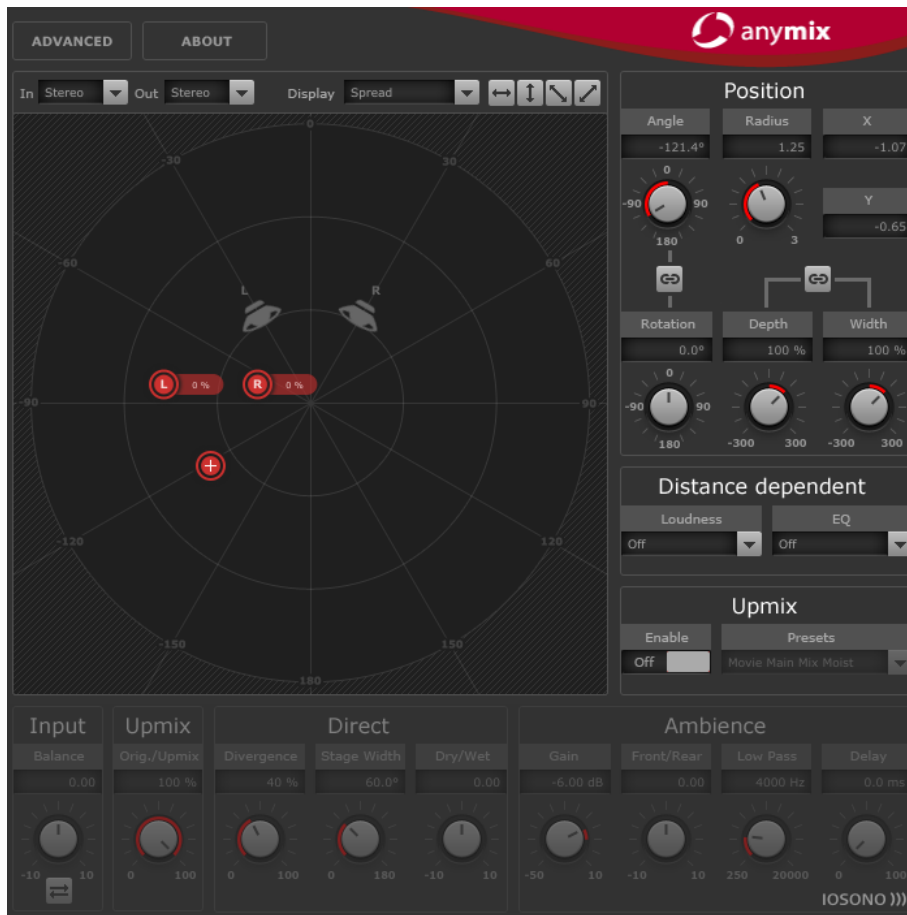 ADVANCED
ABOUT
anymix
In Stereo Out Stereo Display Spread
0
-30
30
-60
60
L
R
L 0 %
R 0 %
-90
90
-120
120
-150
150
180
Position
Angle Radius X
-121.4° 1.25 -1.07
0
-90 90
180
0 3
Y
-0.65
Rotation Depth Width
0.0° 100 % 100 %
0
-90 90
180
-300 300
-300 300
Distance dependent
Loudness EQ
Off Off
Upmix
Enable Presets
Off Movie Main Mix Moist
Input Upmix Direct Ambience
Balance Orig./Upmix Divergence Stage Width Dry/Wet Gain Front/Rear Low Pass Delay
0.00 100 % 40 % 60.0° 0.00 -6.00 dB 0.00 4000 Hz 0.0 ms
-10 10 0 100 0 100 0 180 -10 10 -50 10 -10 10 250 20000 0 100
IOSONO